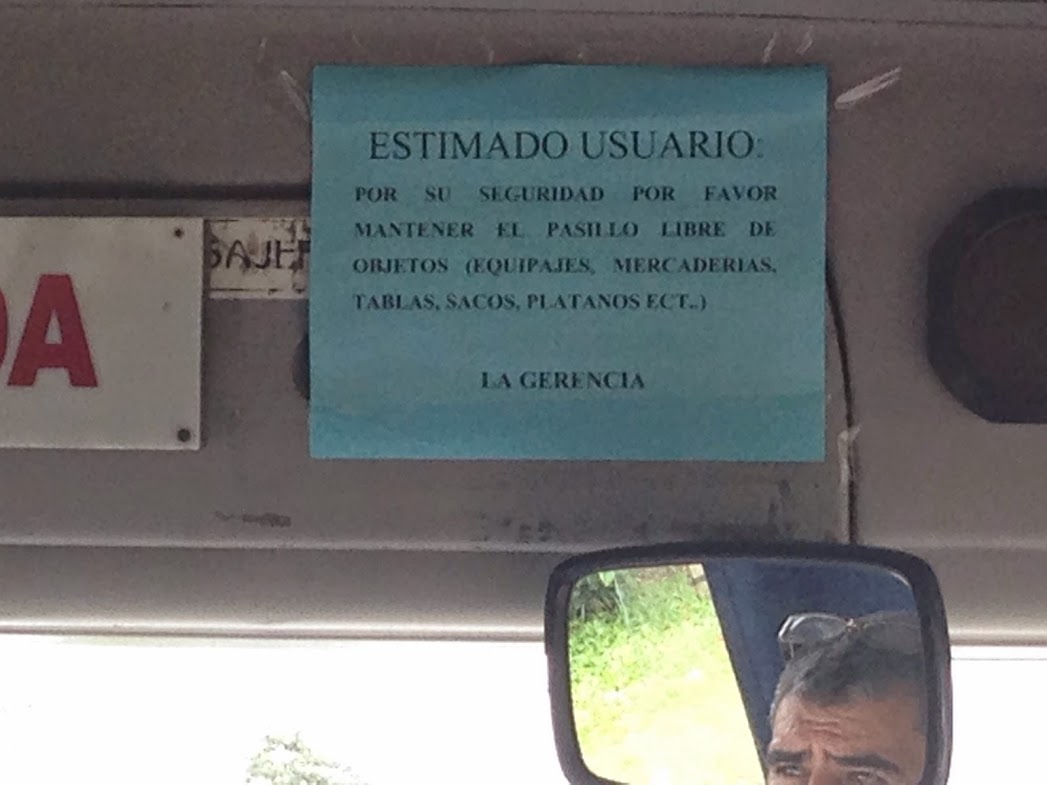 ESTIMADO USUARIO:
POR SU SEGURIDAD POR FAVOR
MANTENER EL PASILLO LIBRE DE
OBJETOS (EQUIPAJES, MERCADERIAS,
TABLAS, SACOS, PLATANOS ECT..)
LA GERENCIA
SAJER
DA